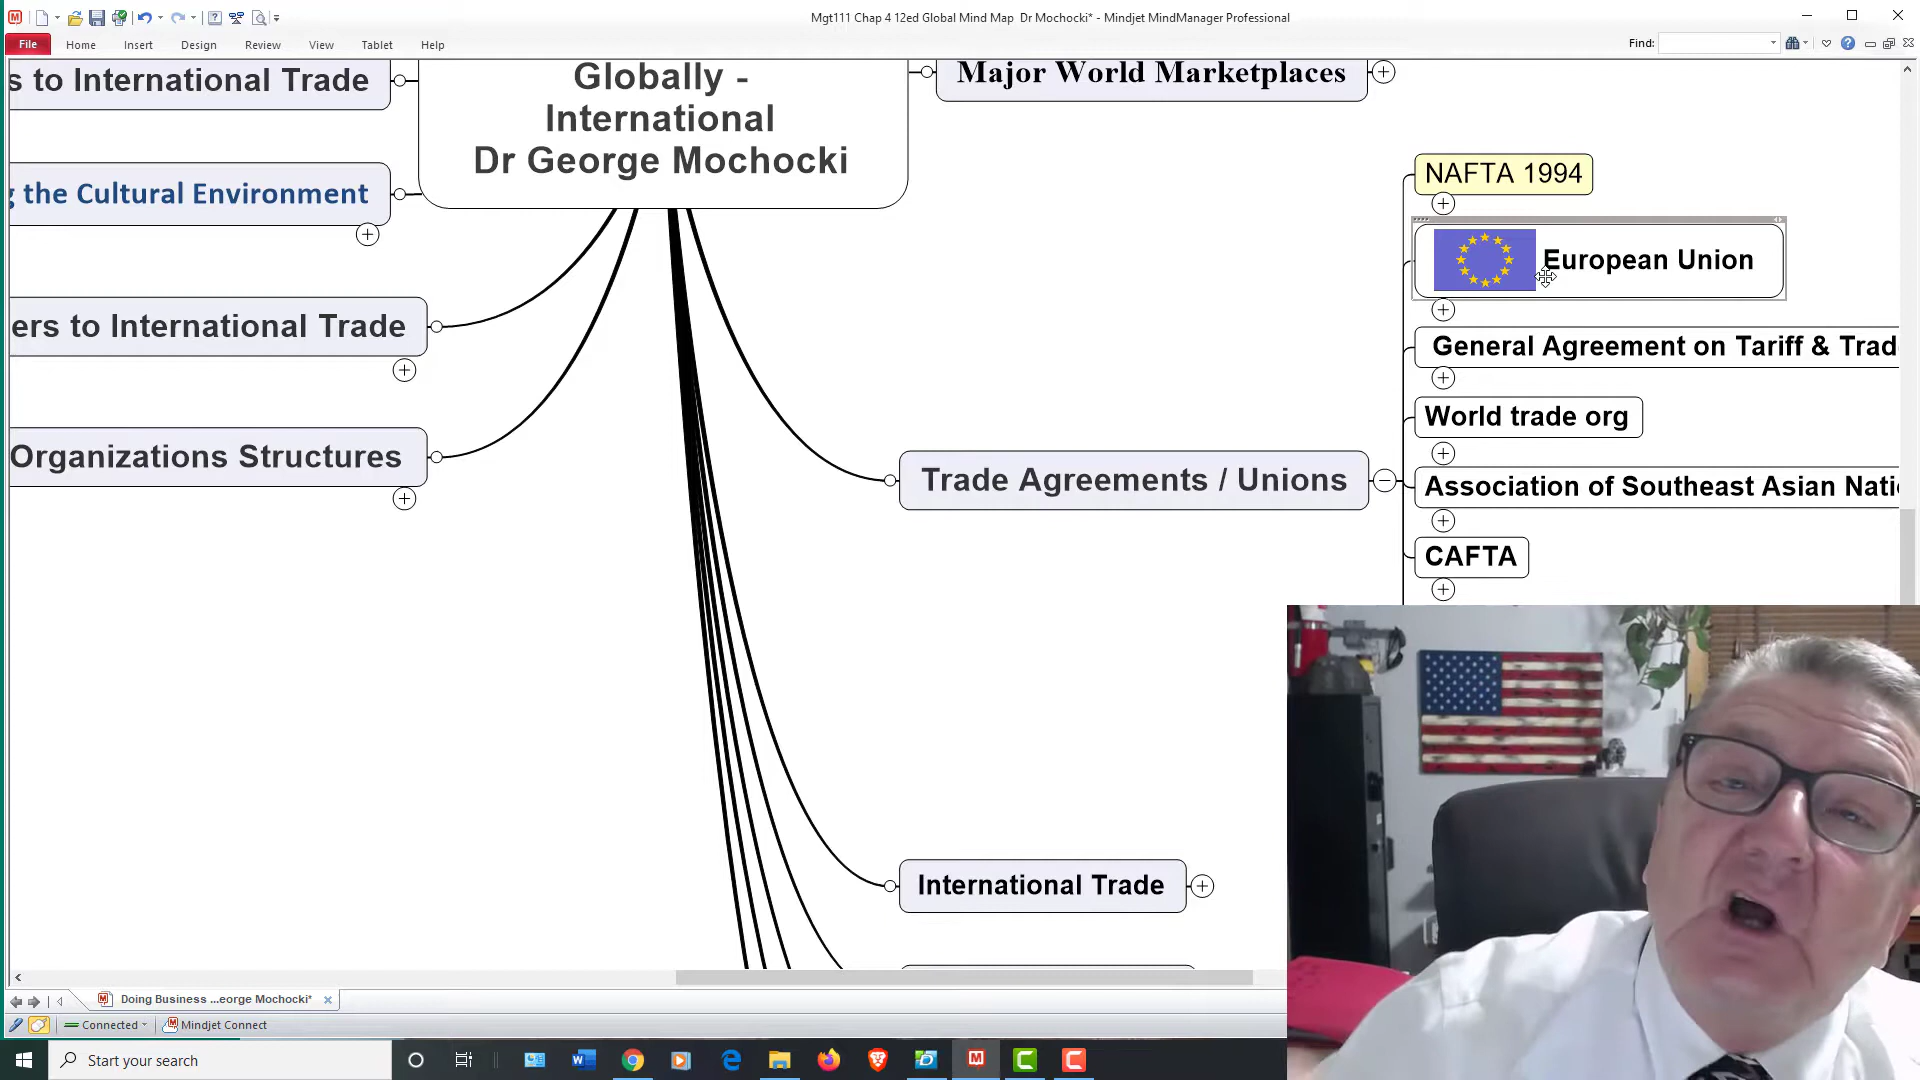 Mgt111 Chap 4 12ed Global Mind Map  Dr Mochocki* - Mindjet MindManager Professional
File
Home
Insert
Design
Review
View
Tablet
Help
Find:
s to International Trade
Globally -
International
Dr George Mochocki
Major World Marketplaces
g the Cultural Environment
NAFTA 1994
European Union
ers to International Trade
General Agreement on Tariff & Trad
World trade org
Organizations Structures
Trade Agreements / Unions
Association of Southeast Asian Nati
CAFTA
International Trade
Doing Business ...eorge Mochocki*
Connected
Mindjet Connect
Start your search